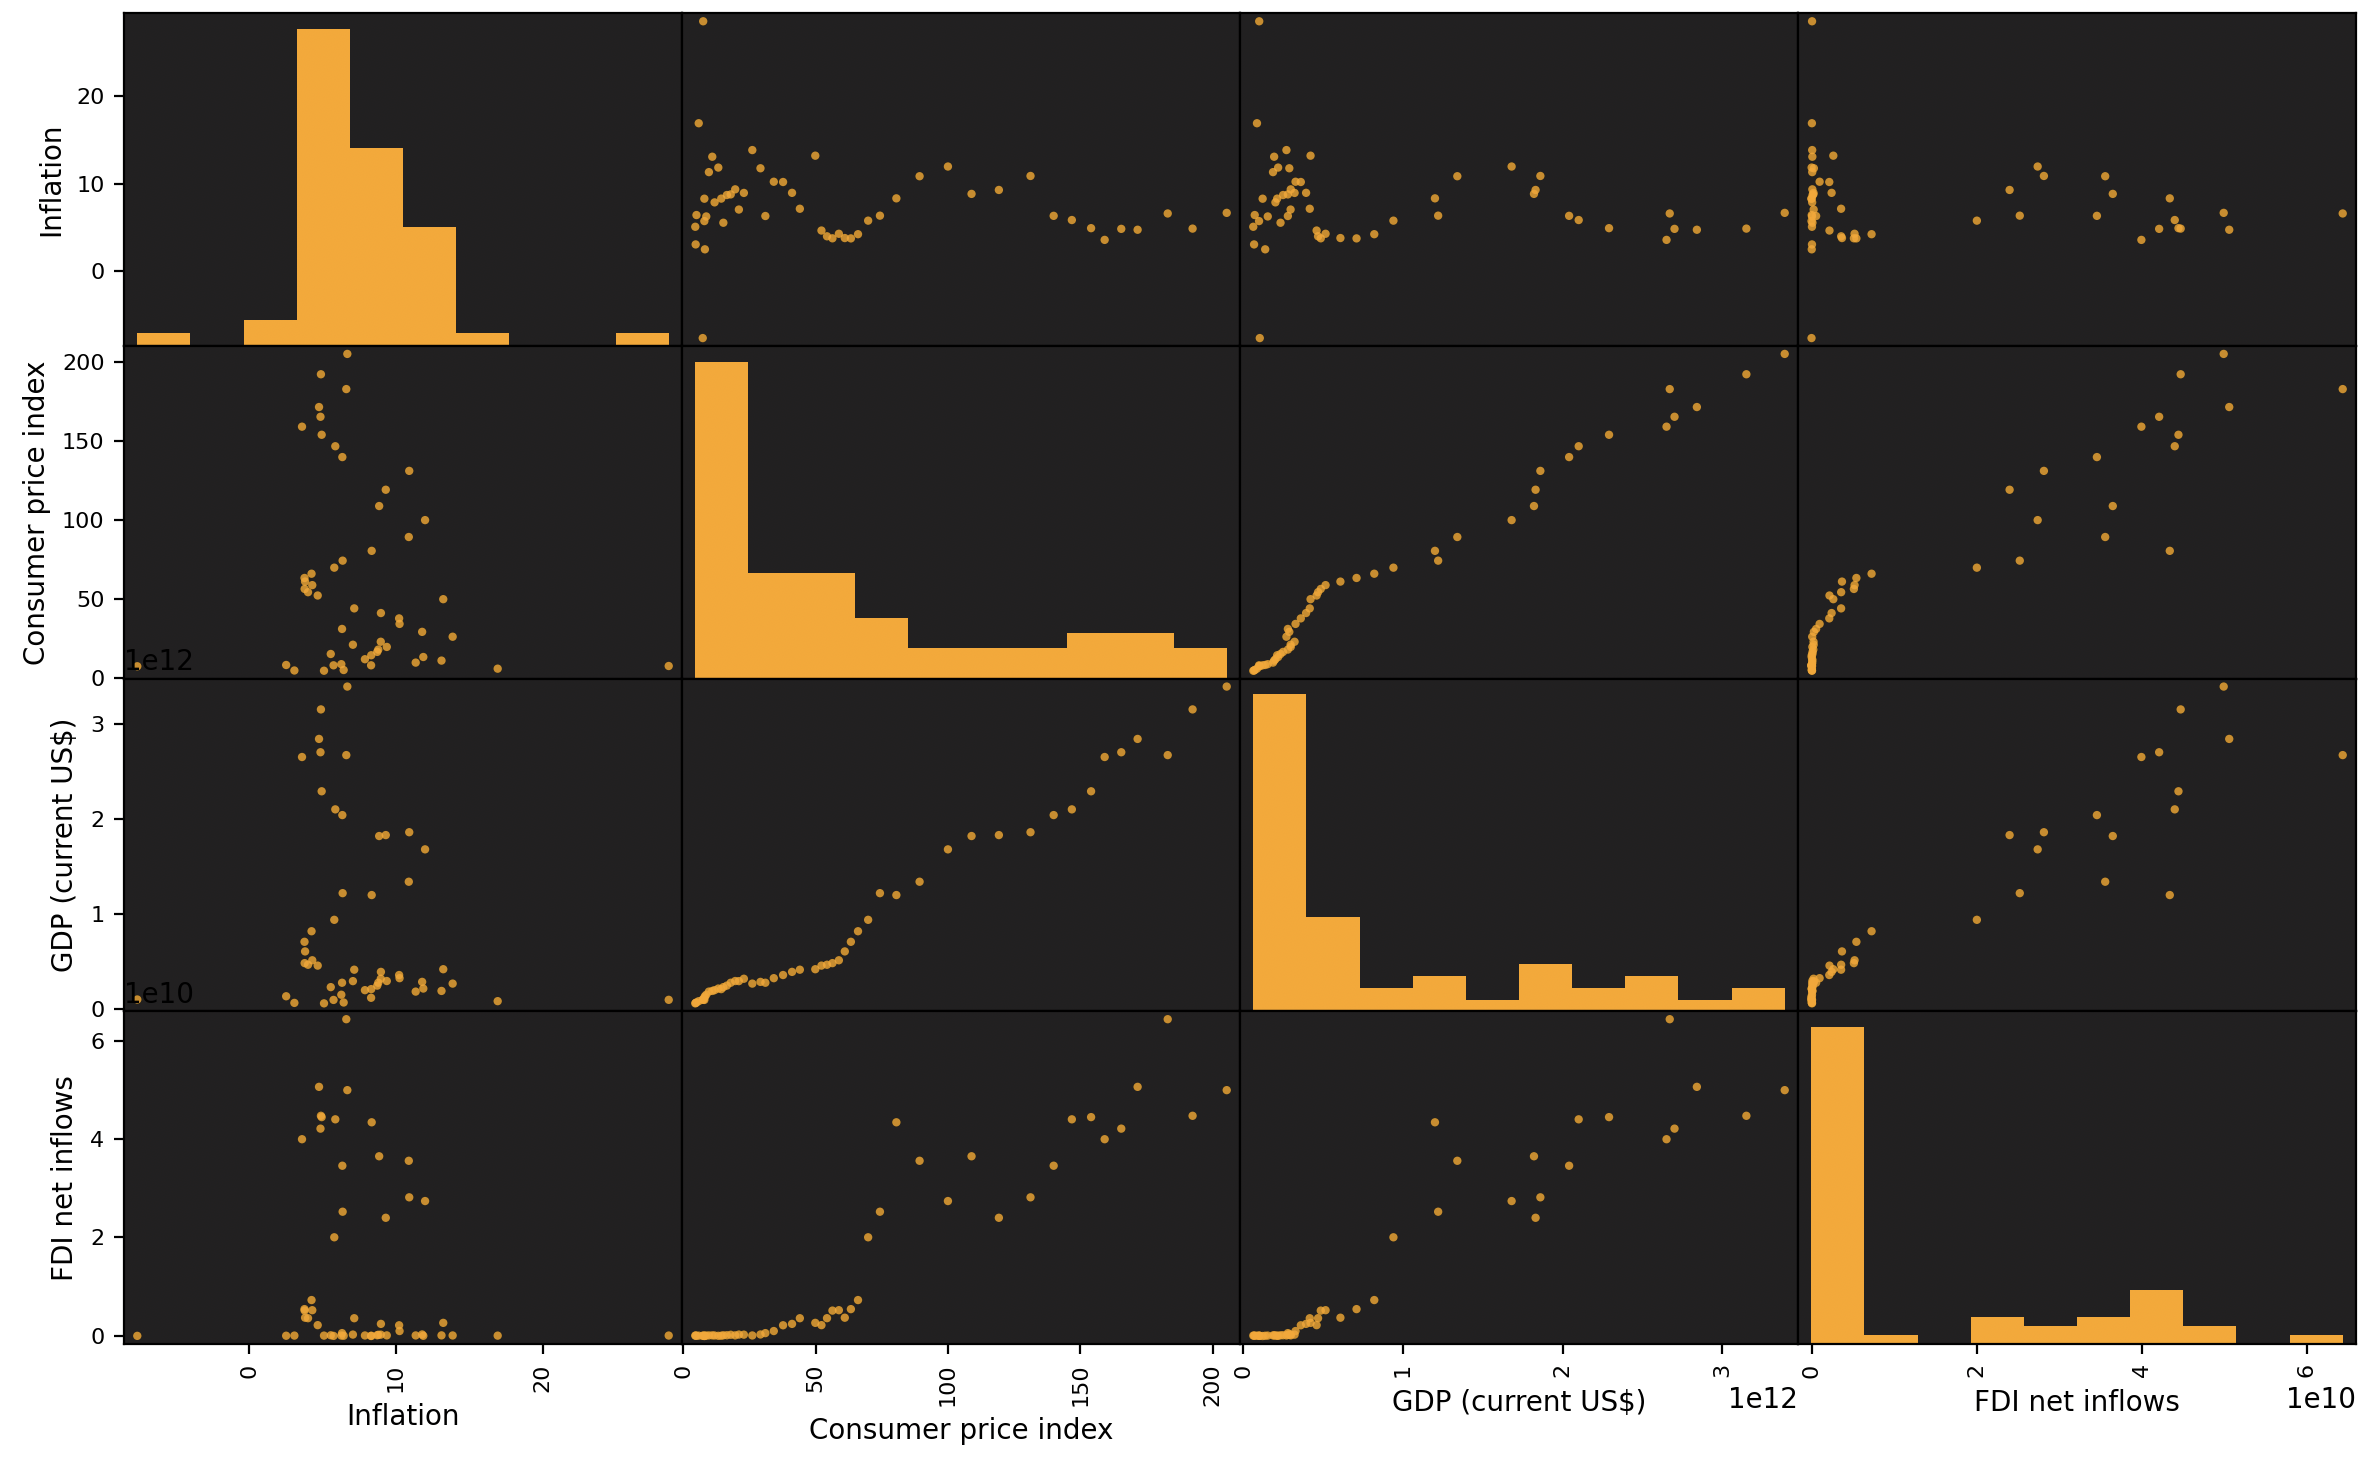 Inflation
20
10
0
Consumer price index
200
150
100
50
0
1e12
GDP (current US$)
3
2
1
0
1e10
FDI net inflows
6
4
2
0
0 10 20
Inflation
0 50 100 150 200
Consumer price index
0 1 2 3
GDP (current US$) 1e12
0 2 4 6
FDI net inflows 1e10